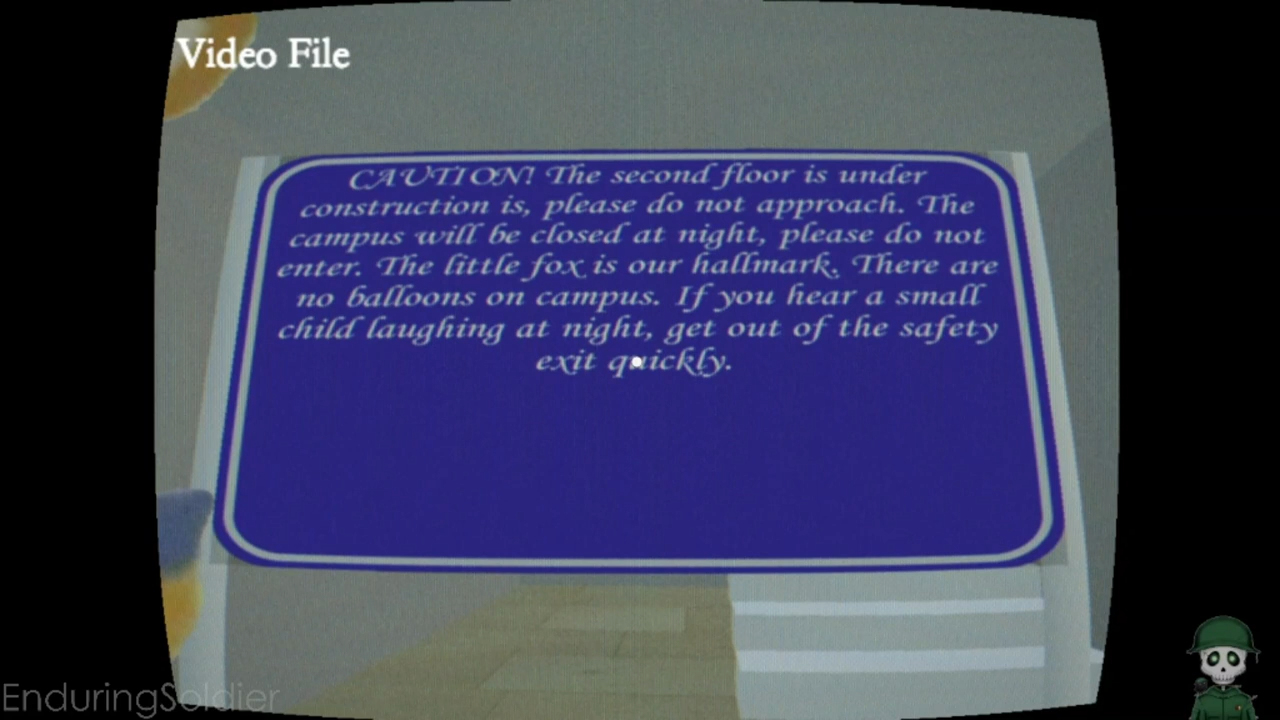 Video File
CAUTION! The second floor is under
construction is, please do not approach. The
campus will be closed at night, please do not
enter. The little fox is our hallmark. There are
no balloons on campus. If you hear a small
child laughing at night, get out of the safety
exit quickly.
EnduringSoldier